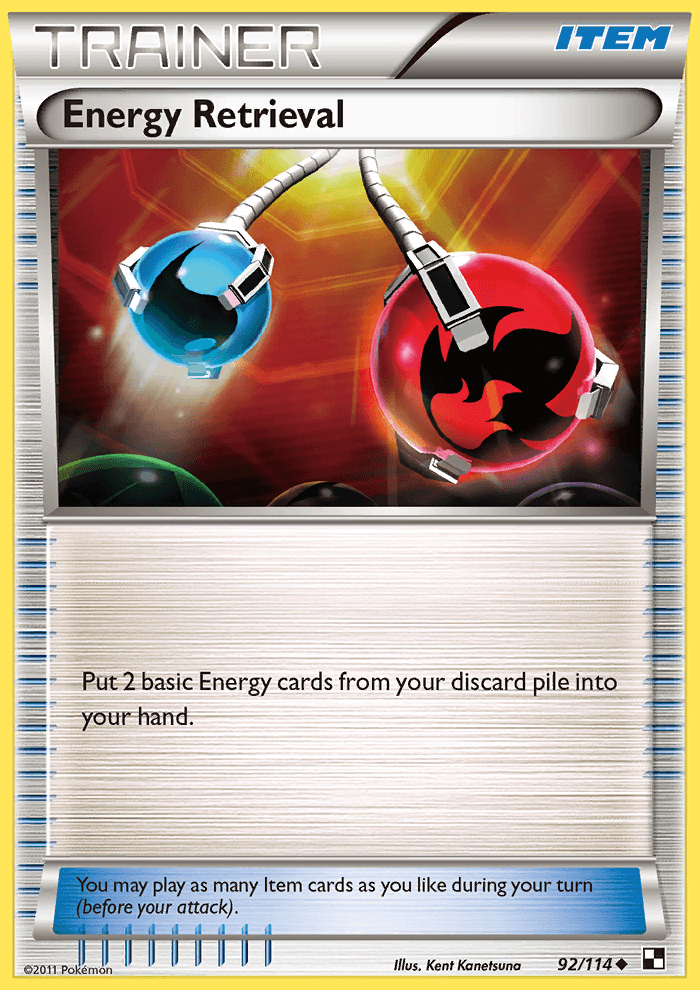 TRAINER
ITEM
Energy Retrieval
Put 2 basic Energy cards from your discard pile into
your hand.
You may play as many Item cards as you like during your turn
(before your attack).
©2011 Pokémon
Illus. Kent Kanetsuna
92/114